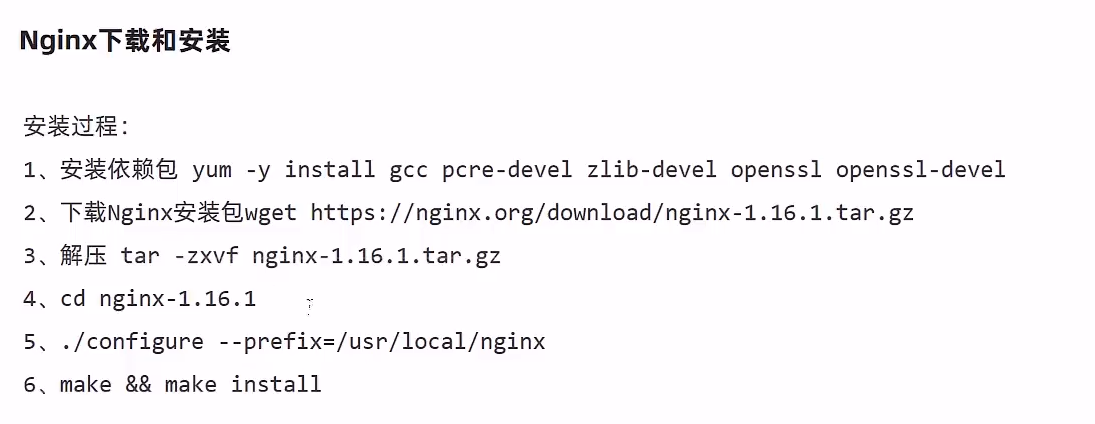 Nginx下载和安装
安装过程:
1、安装依赖包 yum -y install gcc pcre-devel zlib-devel openssl openssl-devel
2、下载Nginx安装包wget https://nginx.org/download/nginx-1.16.1.tar.gz
3、解压 tar -zxvf nginx-1.16.1.tar.gz
4、cd nginx-1.16.1
5、./configure --prefix=/usr/local/nginx
6、make && make install